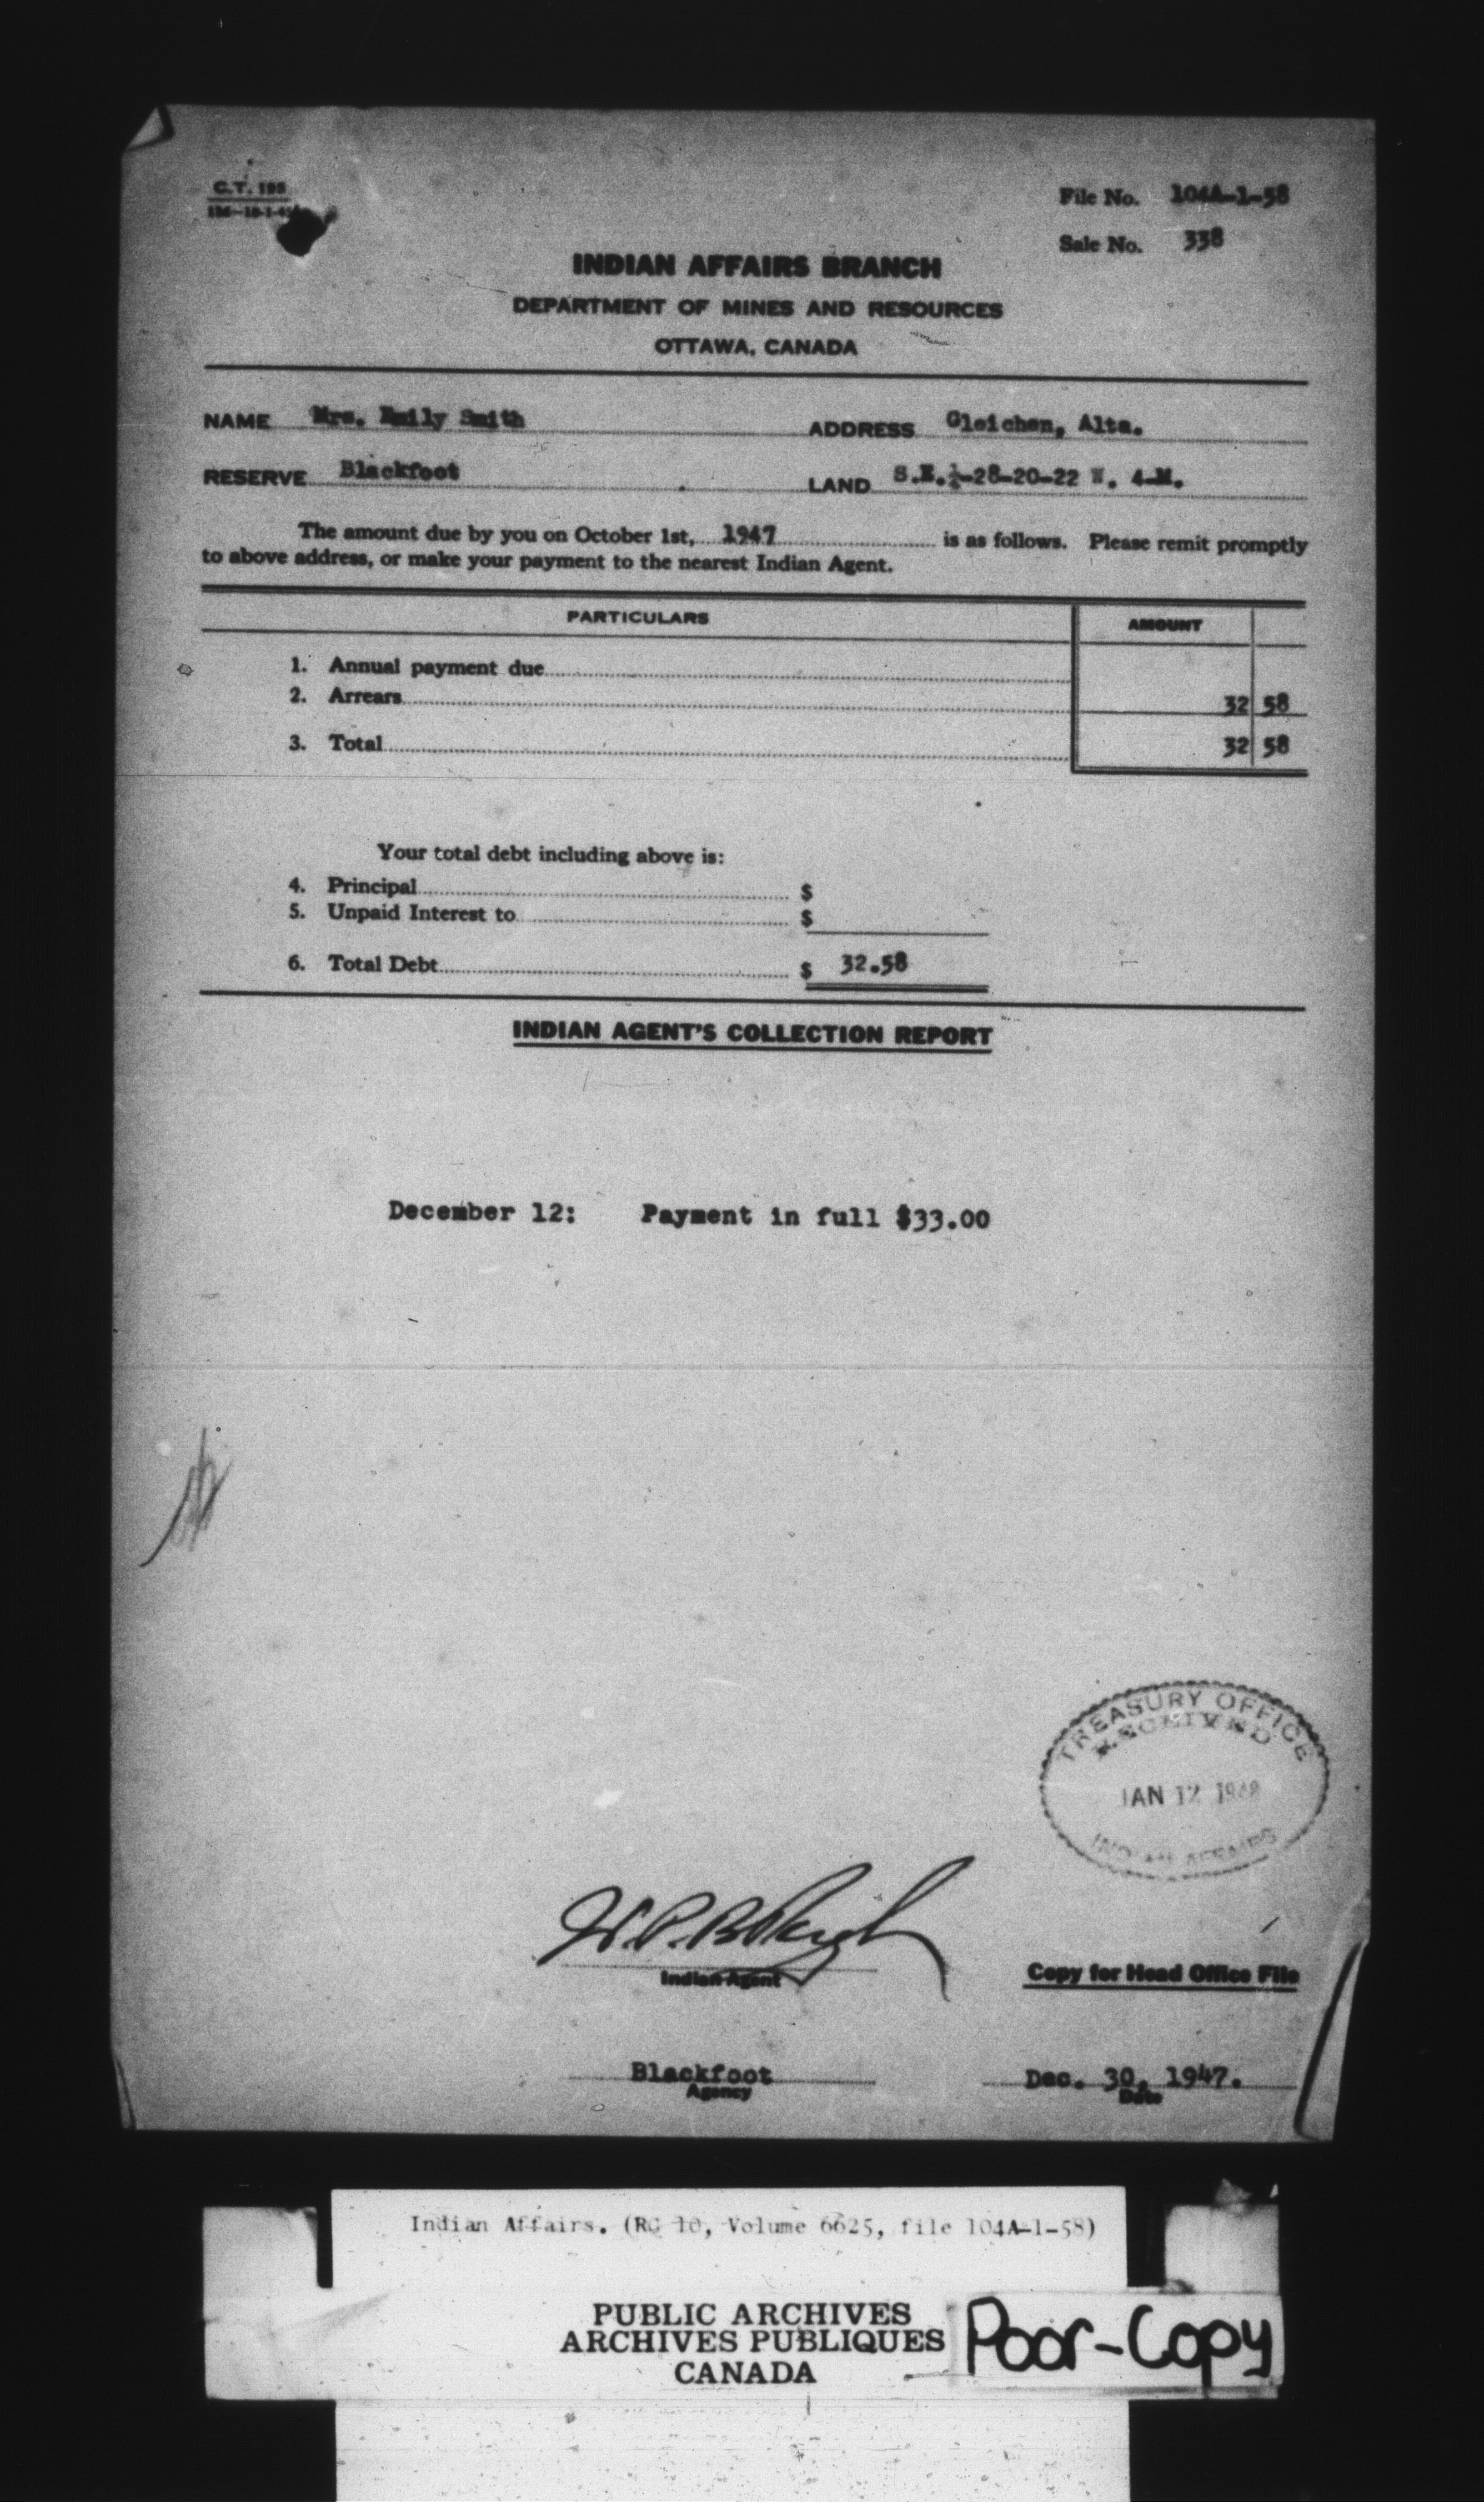 C.T. 198
File No. 104A-1-58
Sale No. 338
INDIAN AFFAIRS BRANCH
DEPARTMENT OF MINES AND RESOURCES
OTTAWA, CANADA
NAME Mrs. Emily Smith ADDRESS Gleichen, Alta.
RESERVE Blackfoot LAND S.E.¼-28-20-22 W. 4-M.
The amount due by you on October 1st, 1947 is as follows. Please remit promptly
to above address, or make your payment to the nearest Indian Agent.
PARTICULARS AMOUNT
1. Annual payment due
2. Arrears 32 58
3. Total 32 58
Your total debt including above is:
4. Principal $
5. Unpaid Interest to $
6. Total Debt $ 32.58
INDIAN AGENT'S COLLECTION REPORT
December 12: Payment in full $33.00
TREASURY OFFICE
RECEIVED
JAN 12 1948
INDIAN AFFAIRS
Indian Agent
Copy for Head Office File
Blackfoot Dec. 30, 1947.
Agency Date
Indian Affairs. (RG 10, Volume 6625, file 104A-1-58)
PUBLIC ARCHIVES
ARCHIVES PUBLIQUES
CANADA
Poor-Copy